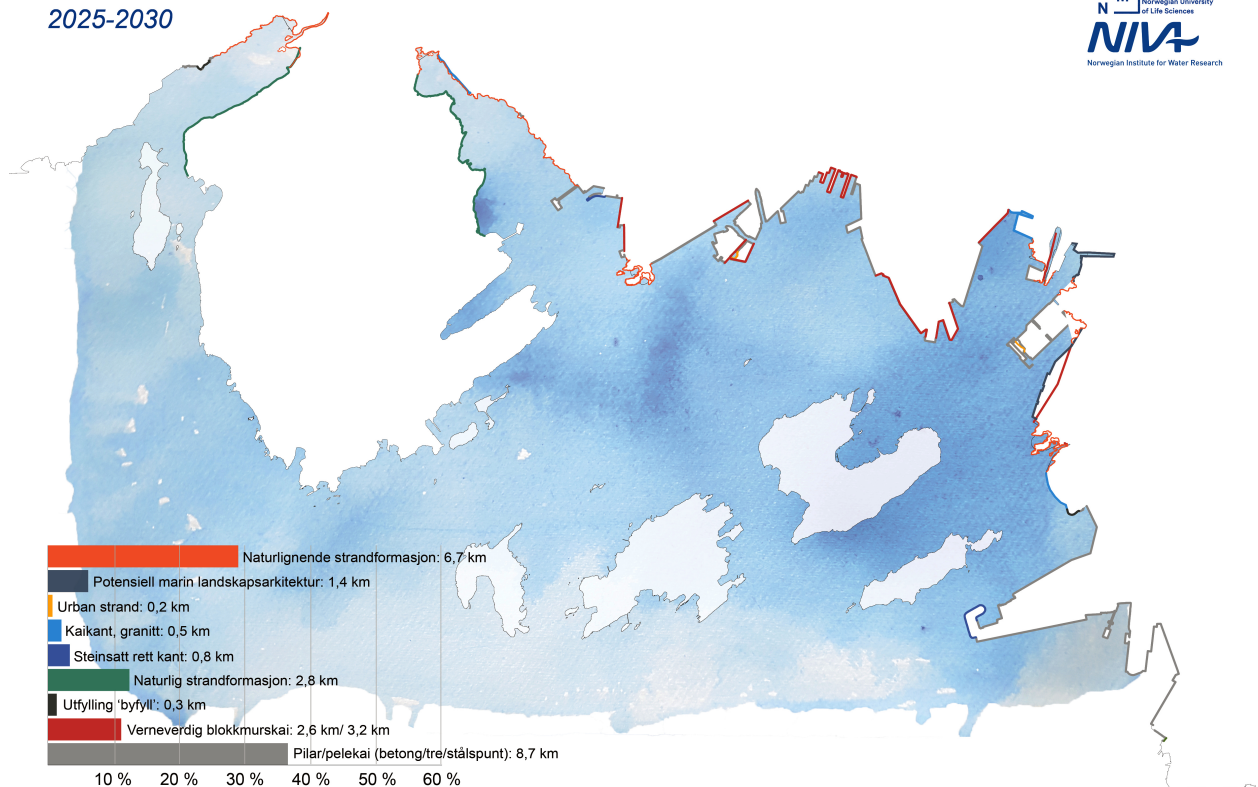 2025-2030
N
Norwegian University
of Life Sciences
NIVA
Norwegian Institute for Water Research
Naturlignende strandformasjon: 6,7 km
Potensiell marin landskapsarkitektur: 1,4 km
Urban strand: 0,2 km
Kaikant, granitt: 0,5 km
Steinsatt rett kant: 0,8 km
Naturlig strandformasjon: 2,8 km
Utfylling ‘byfyll’: 0,3 km
Verneverdig blokkmurskai: 2,6 km/ 3,2 km
Pilar/pelekai (betong/tre/stålspunt): 8,7 km
10 % 20 % 30 % 40 % 50 % 60 %